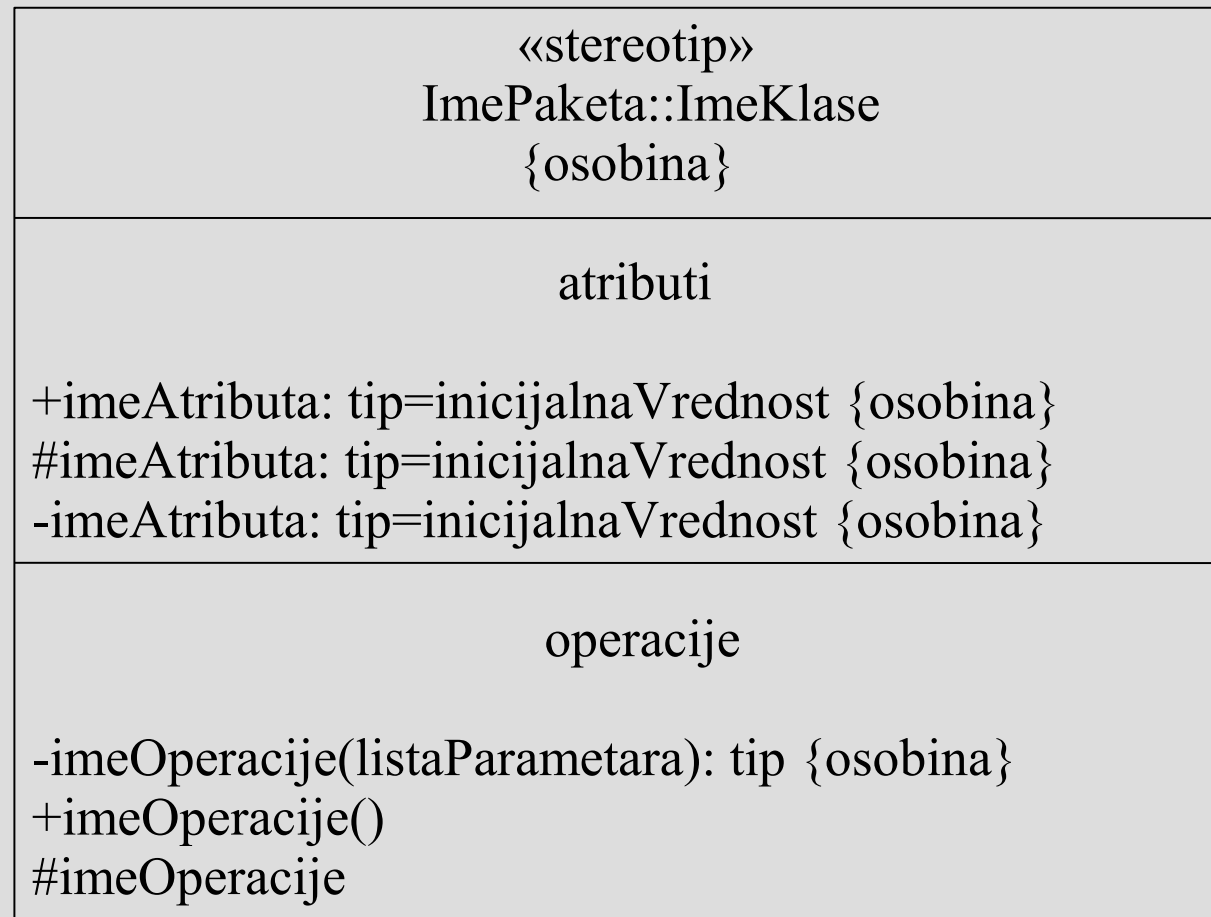 «stereotip»
ImePaketa::ImeKlase
{osobina}
atributi
+imeAtributa: tip=inicijalnaVrednost {osobina}
#imeAtributa: tip=inicijalnaVrednost {osobina}
-imeAtributa: tip=inicijalnaVrednost {osobina}
operacije
-imeOperacije(listaParametara): tip {osobina}
+imeOperacije()
#imeOperacije